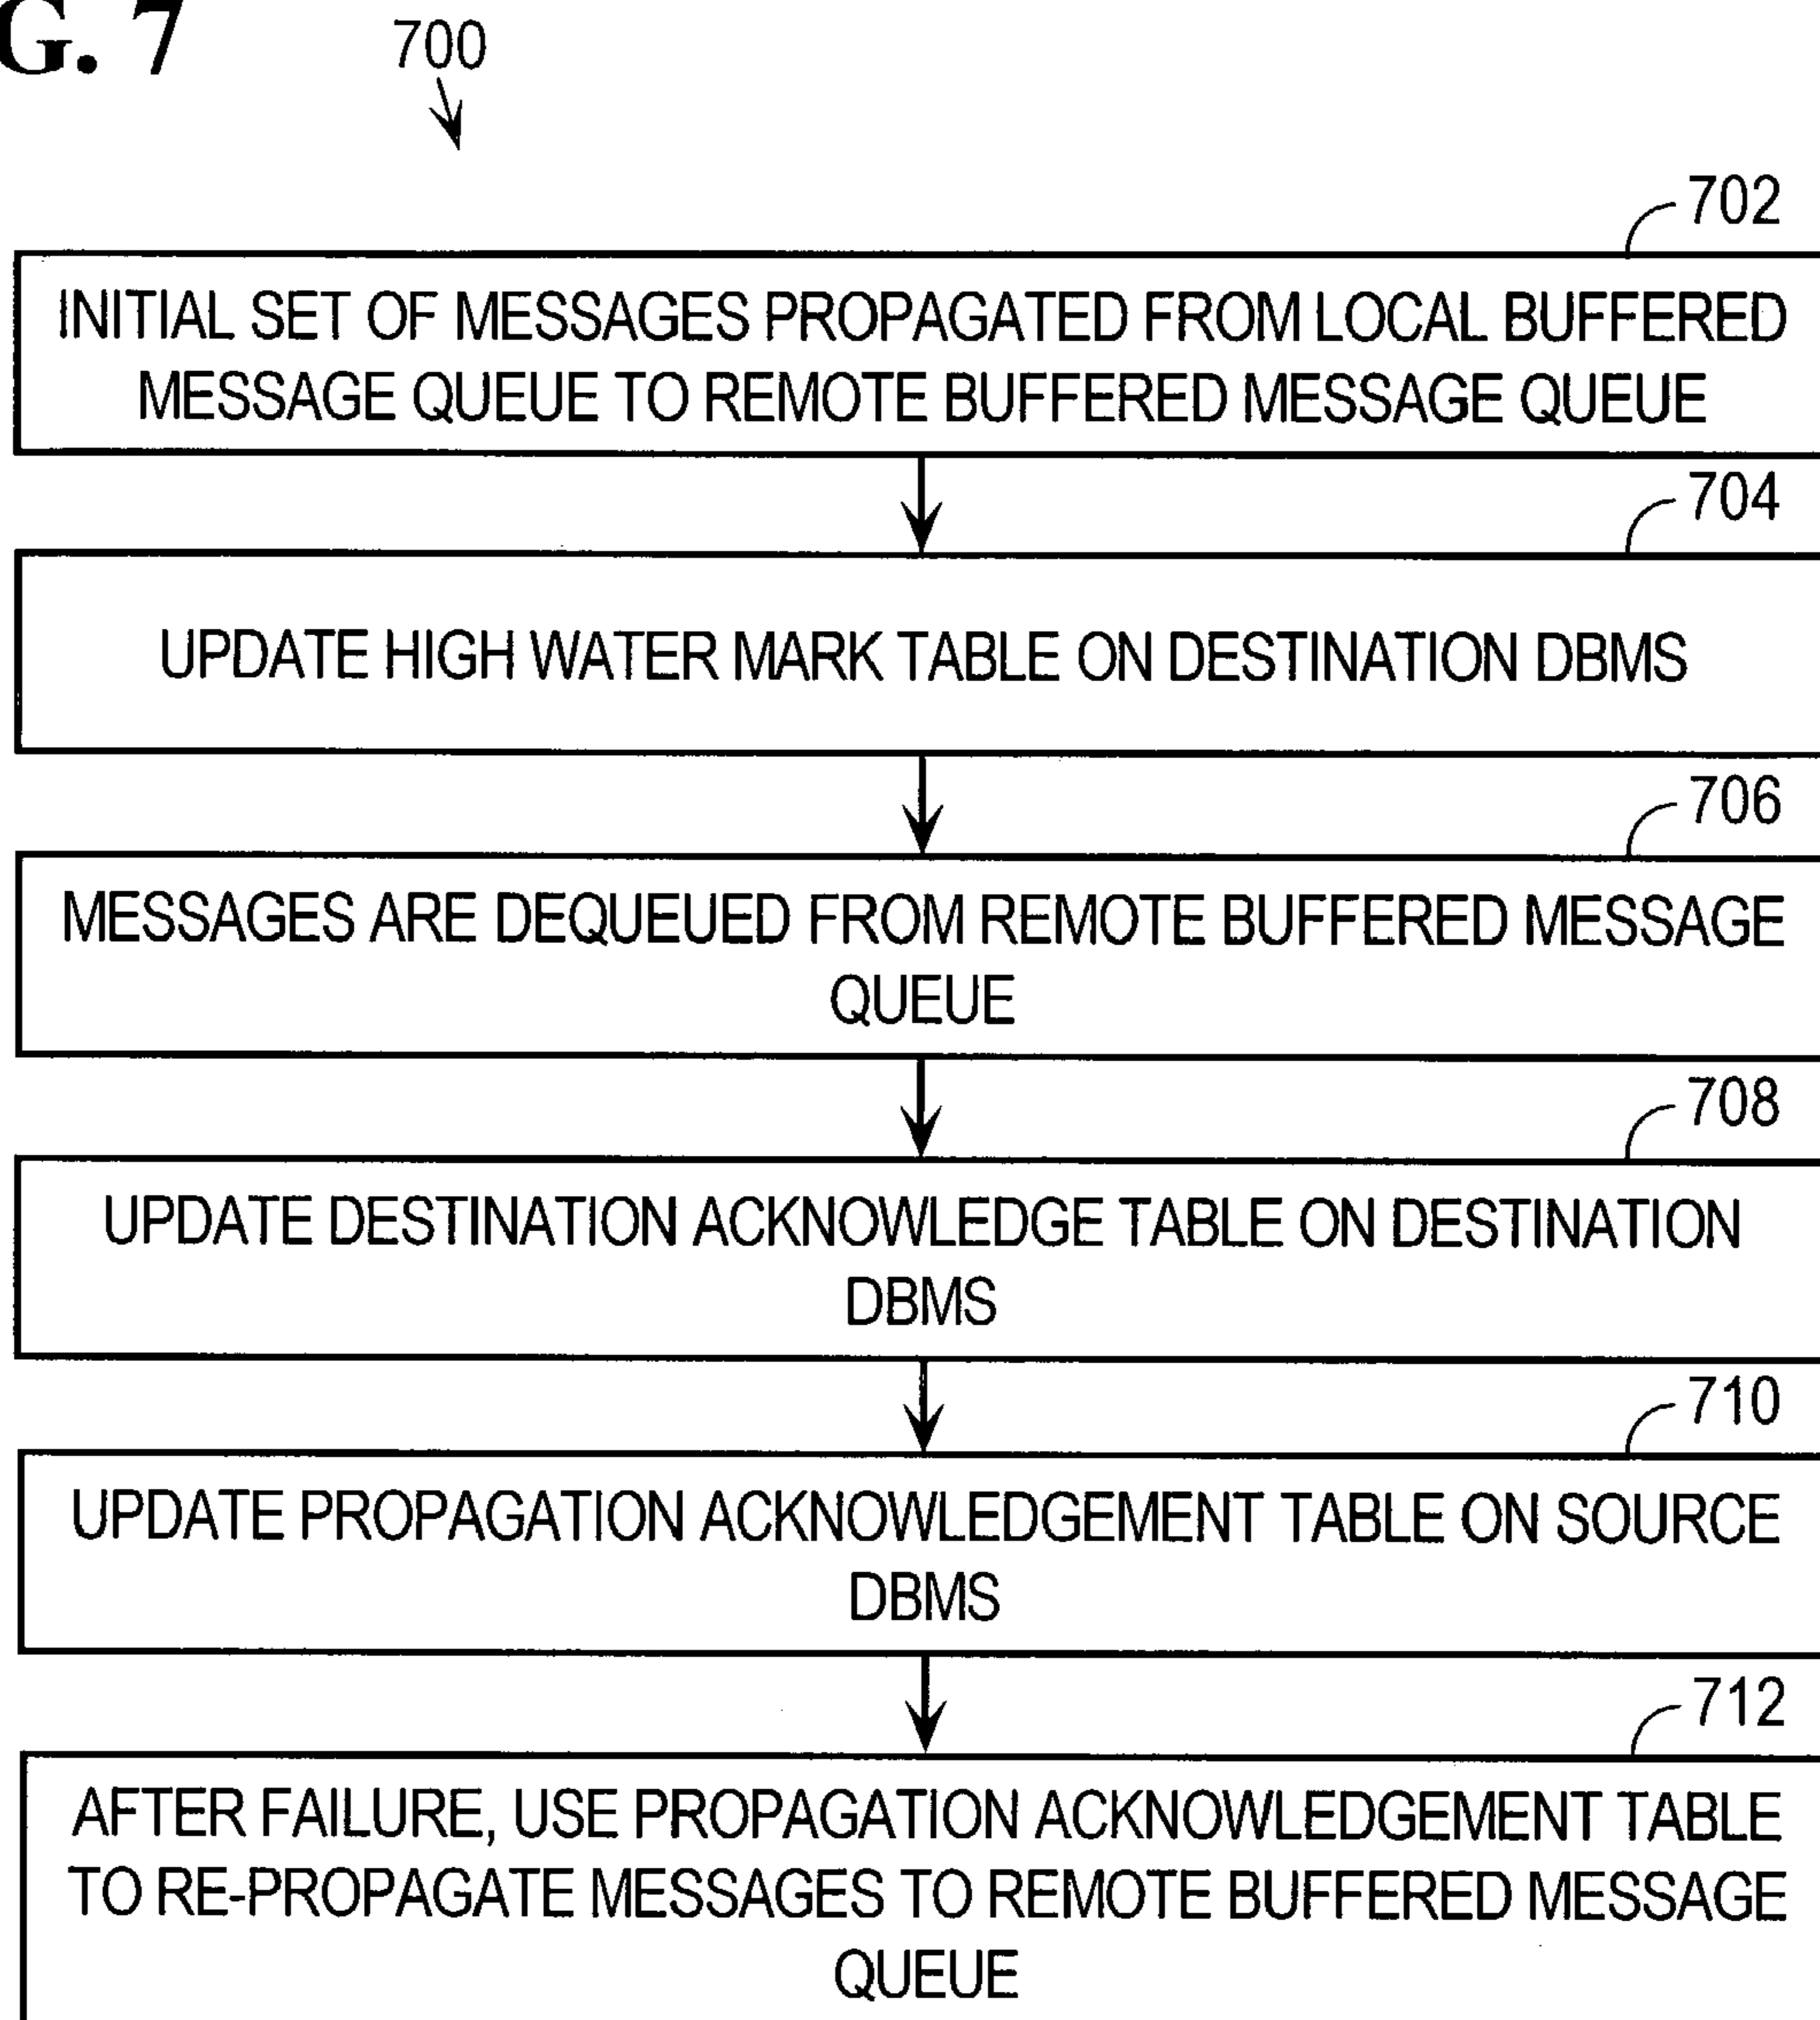 G. 7
700
702
INITIAL SET OF MESSAGES PROPAGATED FROM LOCAL BUFFERED
MESSAGE QUEUE TO REMOTE BUFFERED MESSAGE QUEUE
704
UPDATE HIGH WATER MARK TABLE ON DESTINATION DBMS
706
MESSAGES ARE DEQUEUED FROM REMOTE BUFFERED MESSAGE
QUEUE
708
UPDATE DESTINATION ACKNOWLEDGE TABLE ON DESTINATION
DBMS
710
UPDATE PROPAGATION ACKNOWLEDGEMENT TABLE ON SOURCE
DBMS
712
AFTER FAILURE, USE PROPAGATION ACKNOWLEDGEMENT TABLE
TO RE-PROPAGATE MESSAGES TO REMOTE BUFFERED MESSAGE
QUEUE